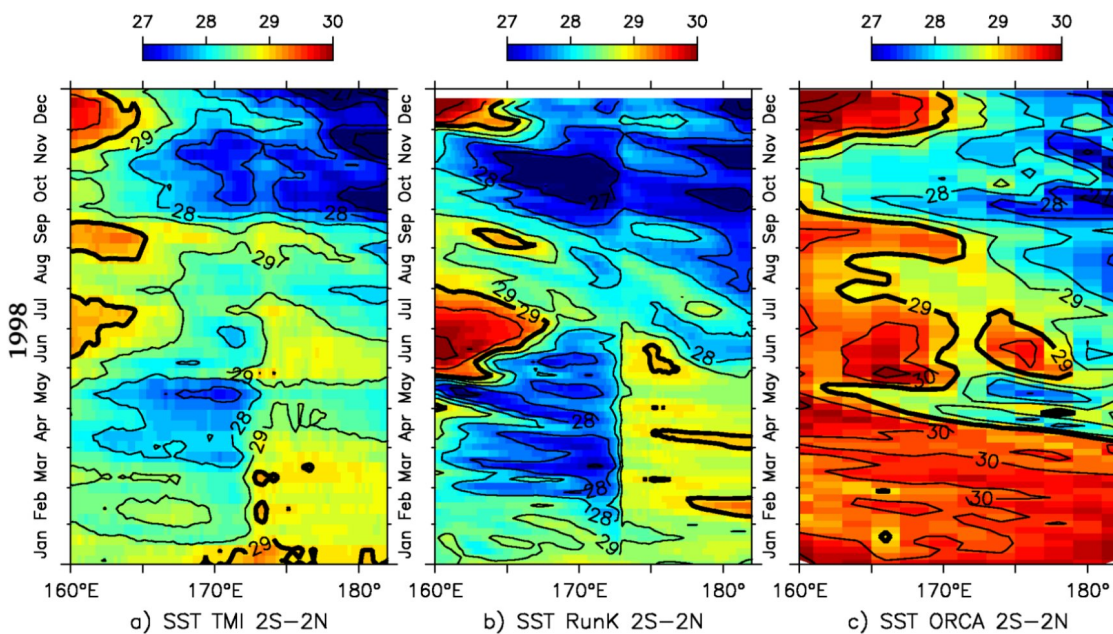 27 28 29 30
27 28 29 30
27 28 29 30
1998
Dec
Nov
Oct
Sep
Aug
Jul
Jun
May
Apr
Mar
Feb
Jan
29
28
28
29
29
28
29
29
160°E 170° 180°
a) SST TMI 2S-2N
Dec
Nov
Oct
Sep
Aug
Jul
Jun
May
Apr
Mar
Feb
Jan
28
27
29
29
28
28
28
28
29
160°E 170° 180°
b) SST RunK 2S-2N
Dec
Nov
Oct
Sep
Aug
Jul
Jun
May
Apr
Mar
Feb
Jan
29
28
28
29
29
29
30
30
30
30
160°E 170° 180°
c) SST ORCA 2S-2N